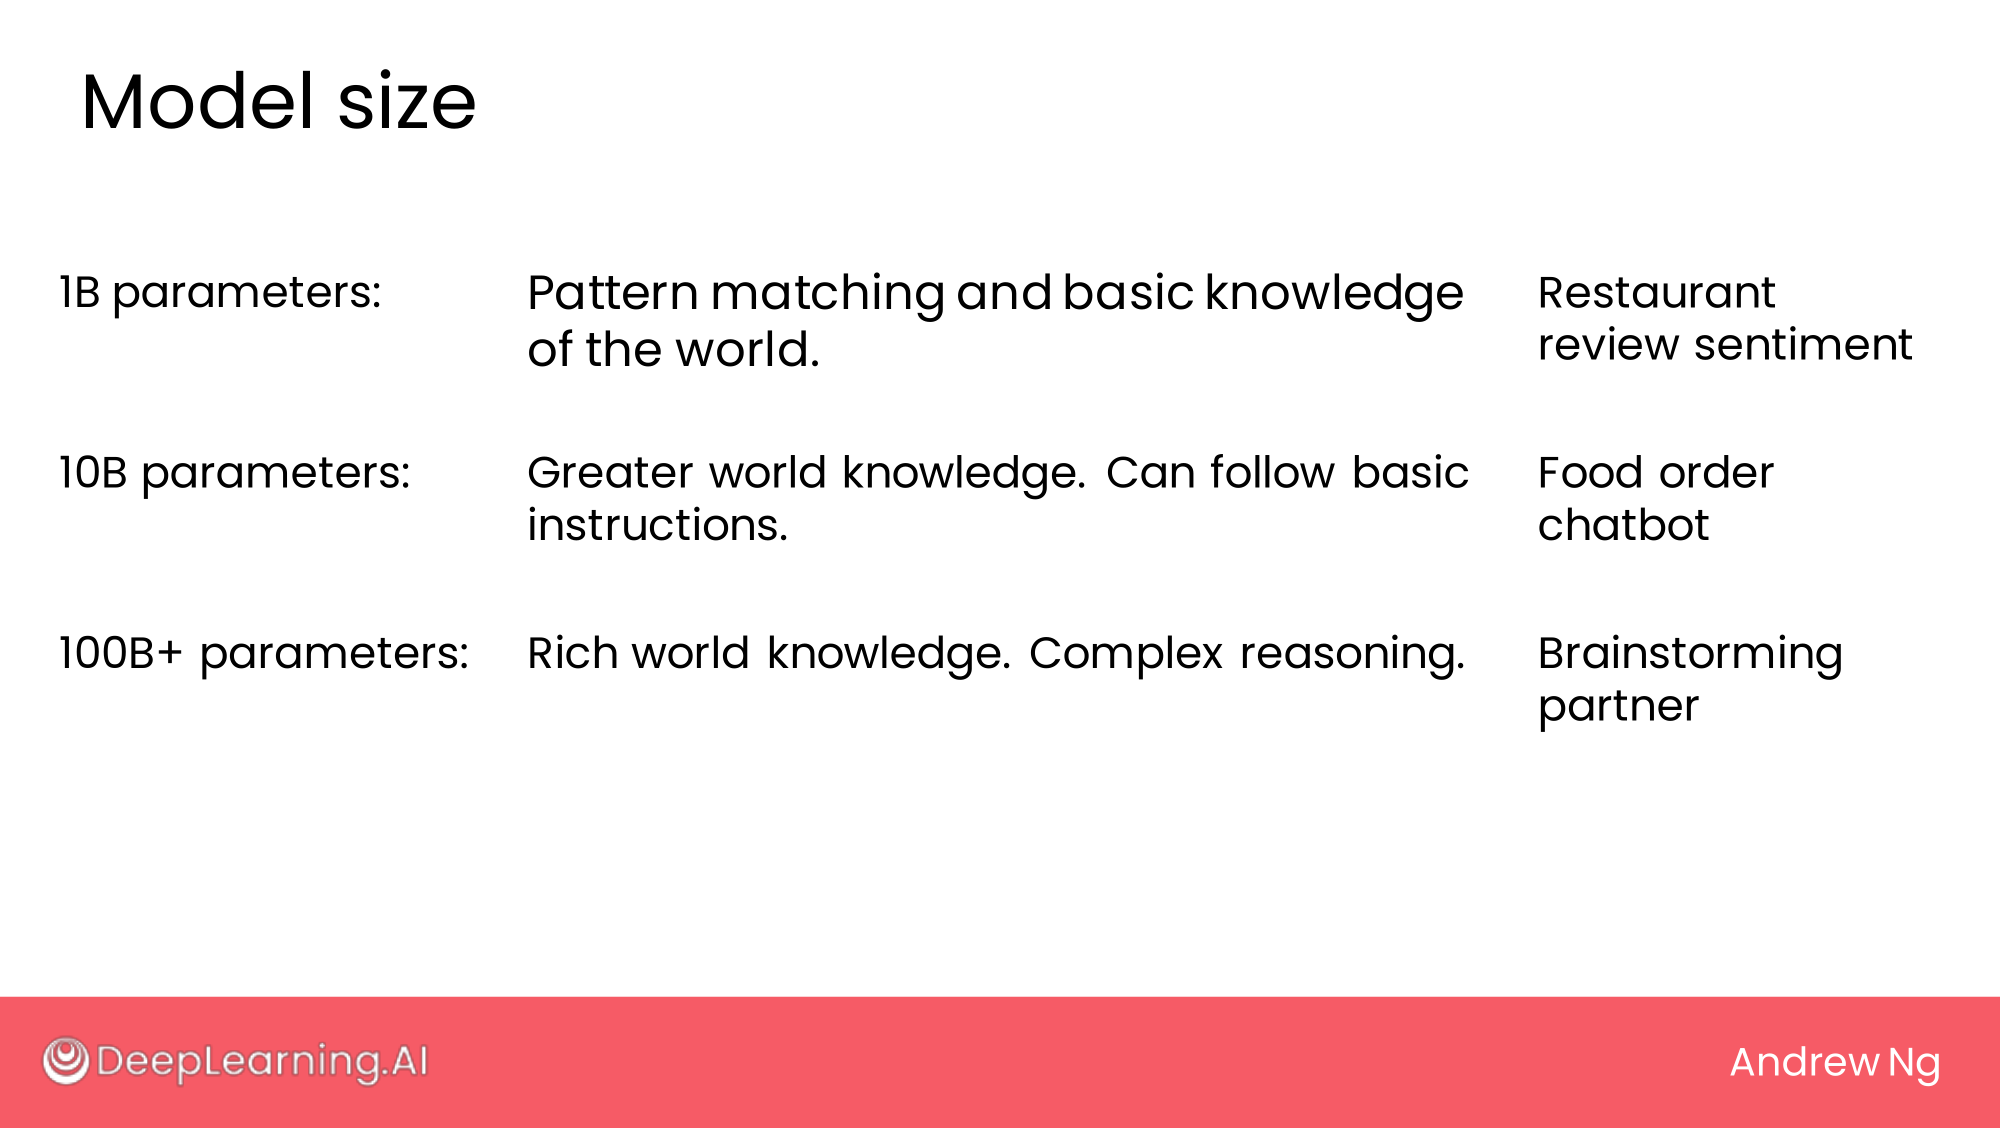 Model size
1B parameters:
Pattern matching and basic knowledge
of the world.
Restaurant
review sentiment
10B parameters:
Greater world knowledge. Can follow basic
instructions.
Food order
chatbot
100B+ parameters:
Rich world knowledge. Complex reasoning.
Brainstorming
partner
DeepLearning.AI
Andrew Ng